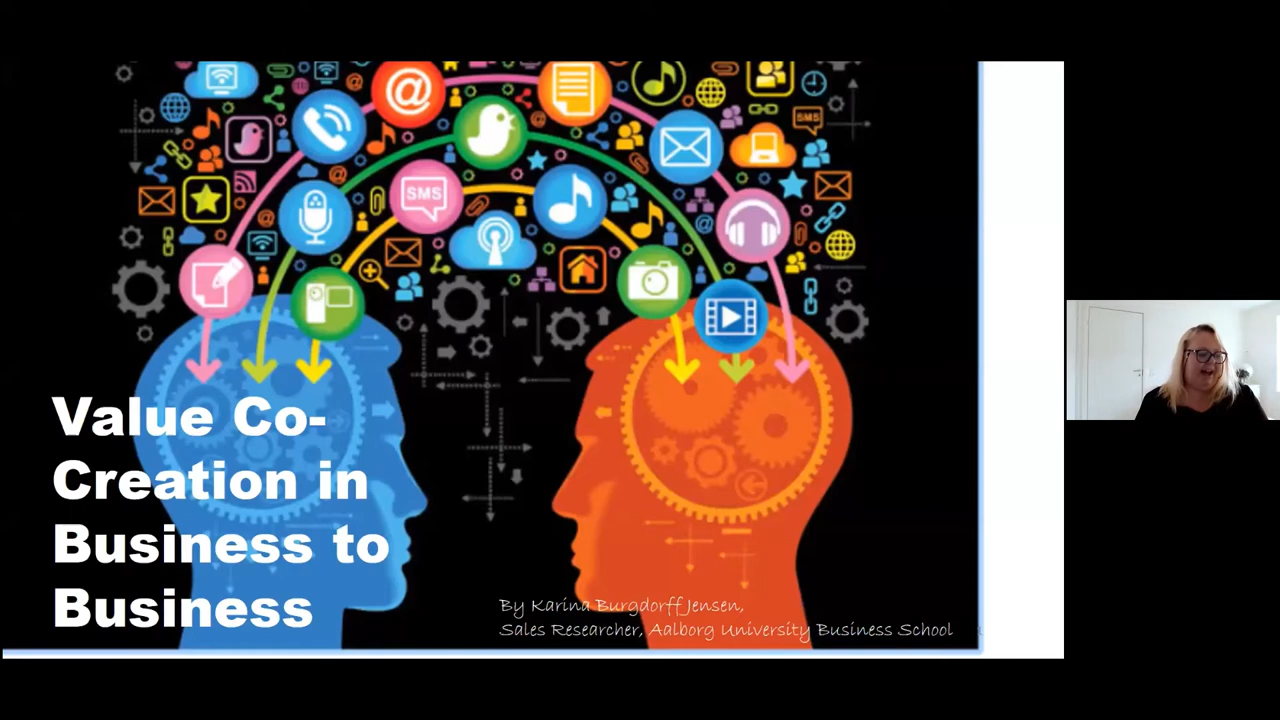 @
SMS
SMS
Value Co-
Creation in
Business to
Business
By Karina Burgdorff Jensen,
Sales Researcher, Aalborg University Business School